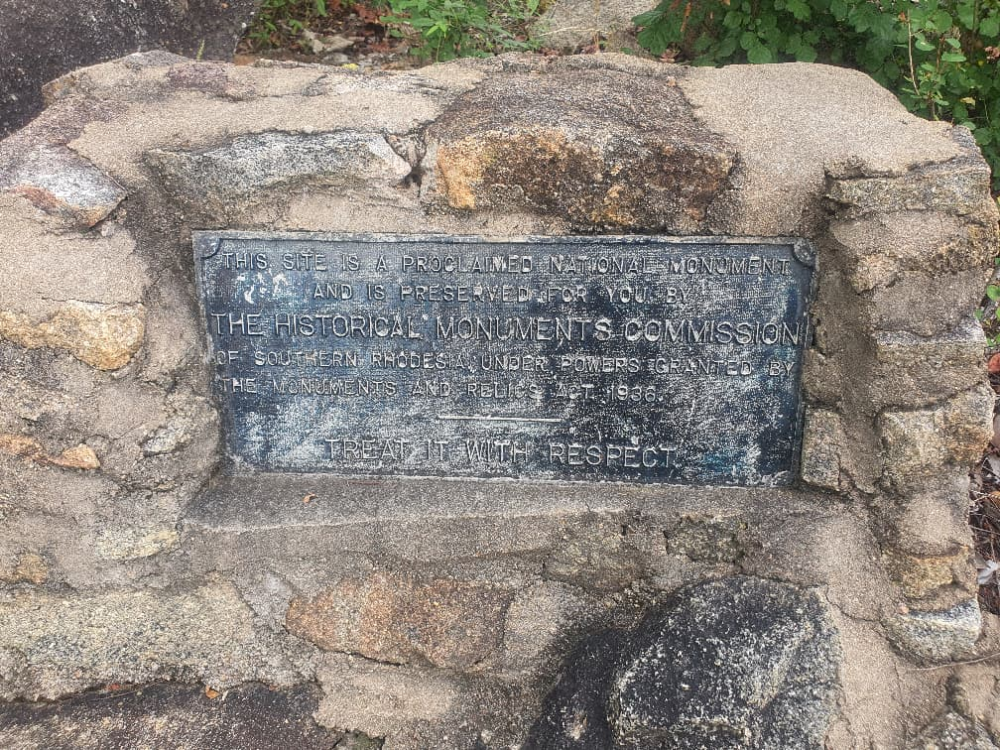 THIS SITE IS A PROCLAIMED NATIONAL MONUMENT
AND IS PRESERVED FOR YOU BY
THE HISTORICAL MONUMENTS COMMISSION
OF SOUTHERN RHODESIA, UNDER POWERS GRANTED BY
THE MONUMENTS AND RELICS ACT 1936.
TREAT IT WITH RESPECT.